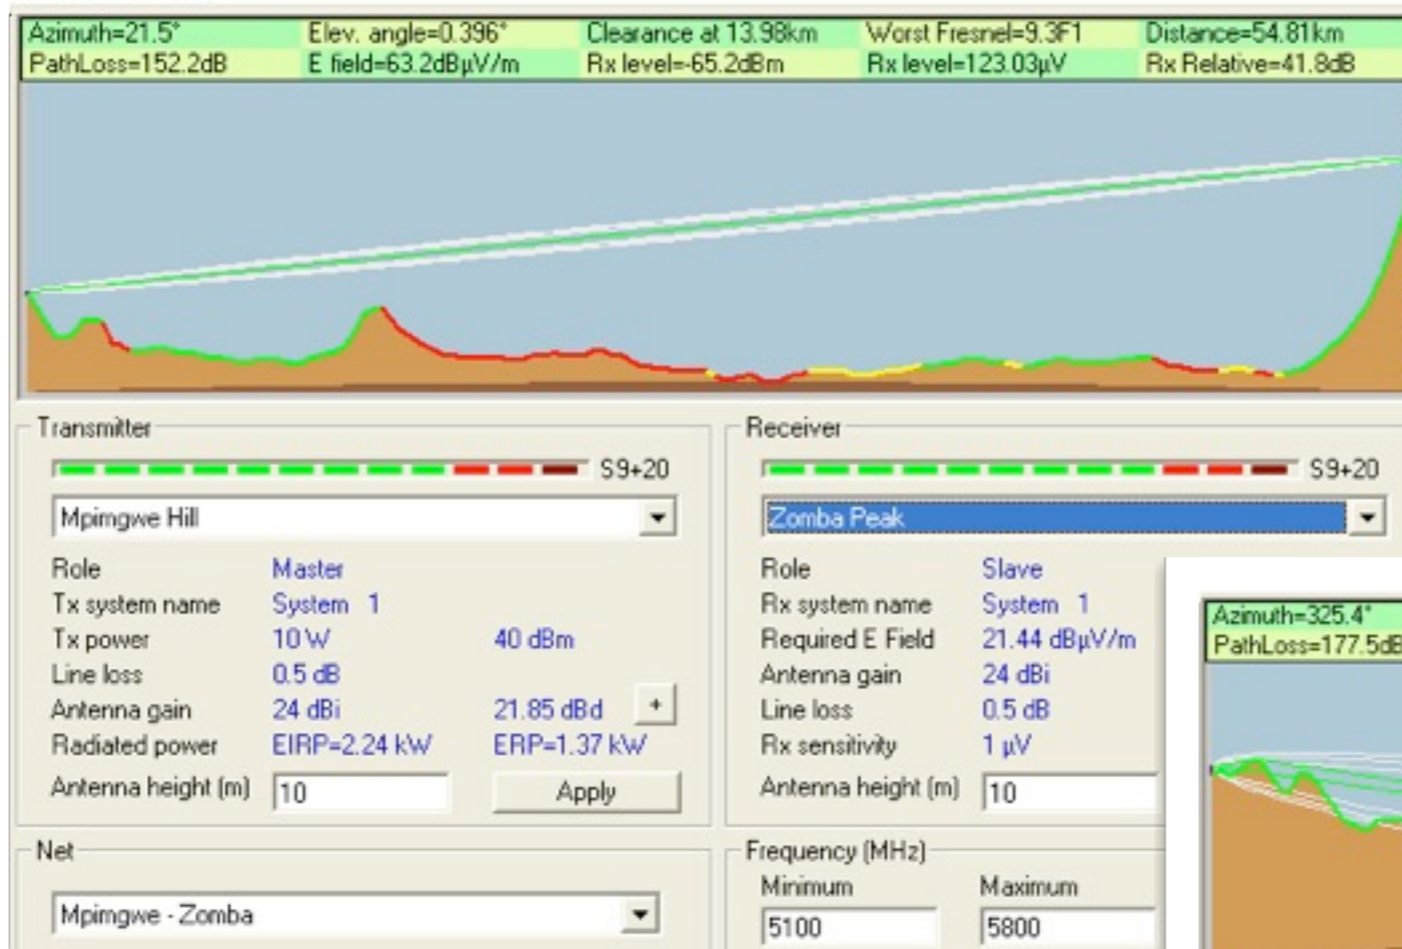 Azimuth=21.5° Elev. angle=0.396° Clearance at 13.98km Worst Fresnel=9.3F1 Distance=54.81km
PathLoss=152.2dB E field=63.2dBµV/m Rx level=-65.2dBm Rx level=123.03µV Rx Relative=41.8dB
Transmitter
S9+20
Mpimgwe Hill
Role Master
Tx system name System 1
Tx power 10 W 40 dBm
Line loss 0.5 dB
Antenna gain 24 dBi 21.85 dBd +
Radiated power EIRP=2.24 kW ERP=1.37 kW
Antenna height (m) 10 Apply
Receiver
S9+20
Zomba Peak
Role Slave
Rx system name System 1
Required E Field 21.44 dBµV/m
Antenna gain 24 dBi
Line loss 0.5 dB
Rx sensitivity 1 µV
Antenna height (m) 10
Net
Mpimgwe - Zomba
Frequency (MHz)
Minimum Maximum
5100 5800
Azimuth=325.4°
PathLoss=177.5dB